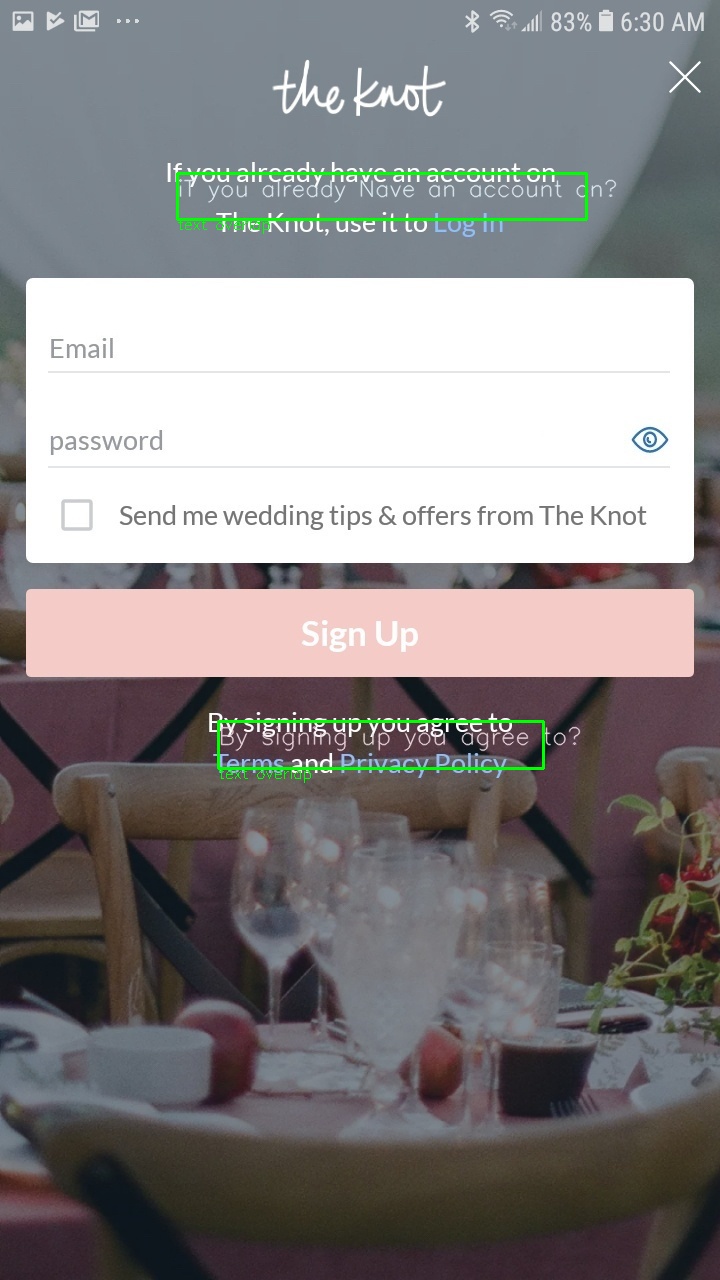 83% 6:30 AM
the knot
If you already have an account on
if you alreddy Nave an account on?
The Knot, use it to Log In
text overlap
Email
password
Send me wedding tips & offers from The Knot
Sign Up
By signing up you agree to
By signing up you agree to?
Terms and Privacy Policy
text overlap